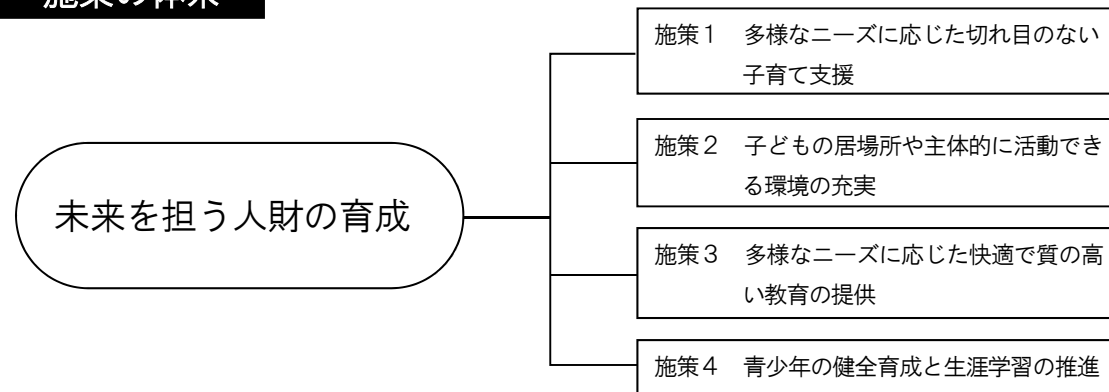 施策の体系
未来を担う人財の育成
施策1 多様なニーズに応じた切れ目のない
子育て支援
施策2 子どもの居場所や主体的に活動でき
る環境の充実
施策3 多様なニーズに応じた快適で質の高
い教育の提供
施策4 青少年の健全育成と生涯学習の推進